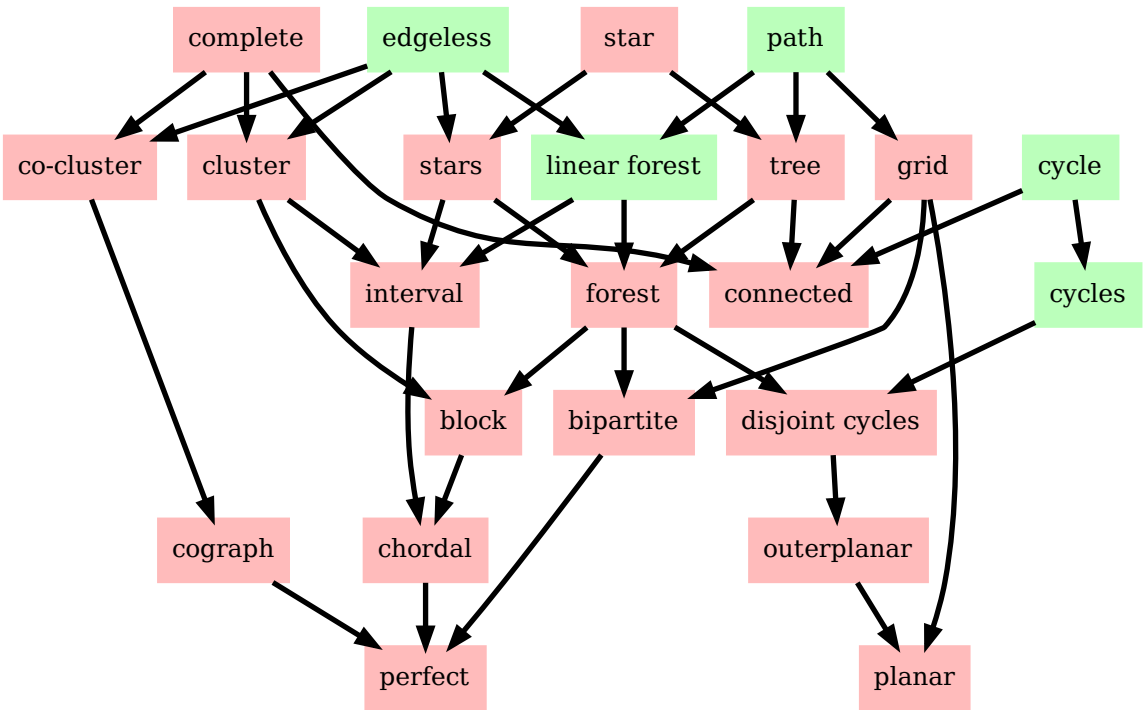 complete
edgeless
star
path
co-cluster
cluster
stars
linear forest
tree
grid
cycle
interval
forest
connected
cycles
block
bipartite
disjoint cycles
cograph
chordal
outerplanar
perfect
planar